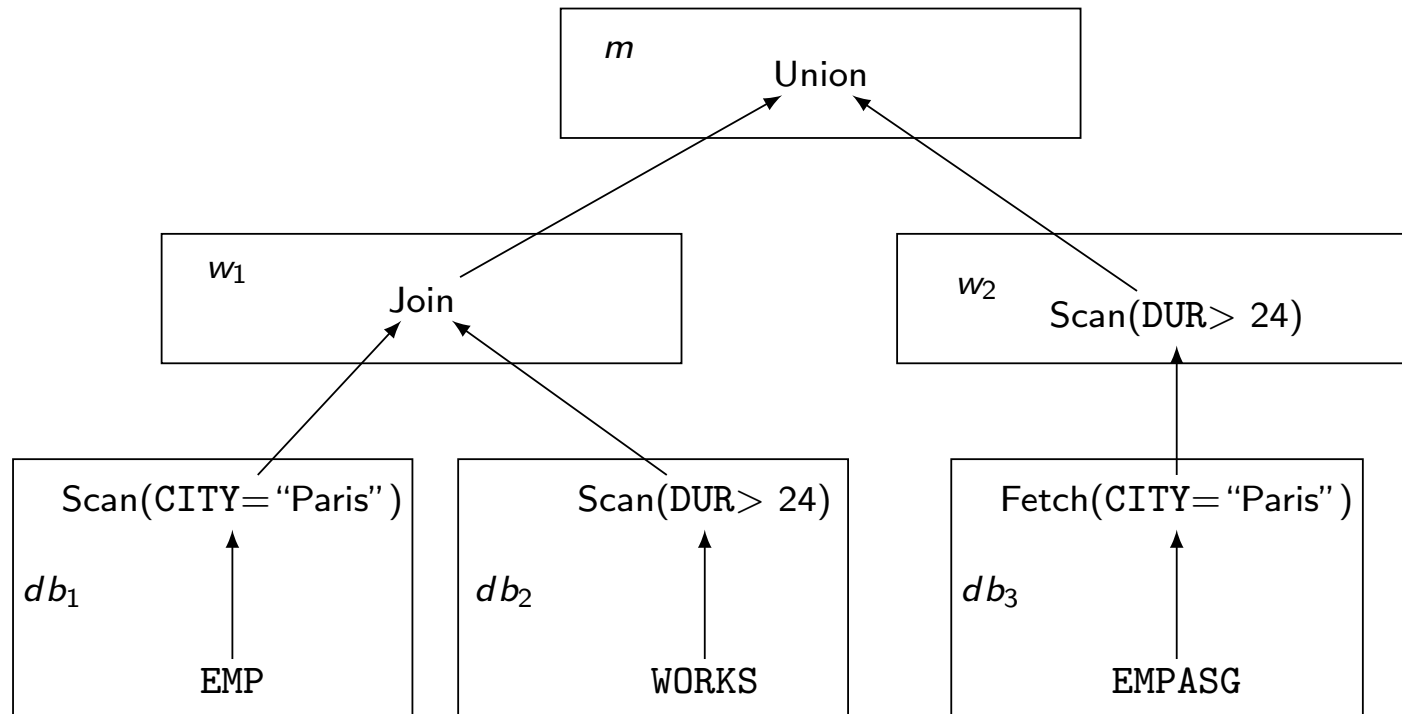 m
Union
w₁
Join
w₂
Scan(DUR> 24)
Scan(CITY=“Paris”)
Scan(DUR> 24)
Fetch(CITY=“Paris”)
db₁
db₂
db₃
EMP
WORKS
EMPASG